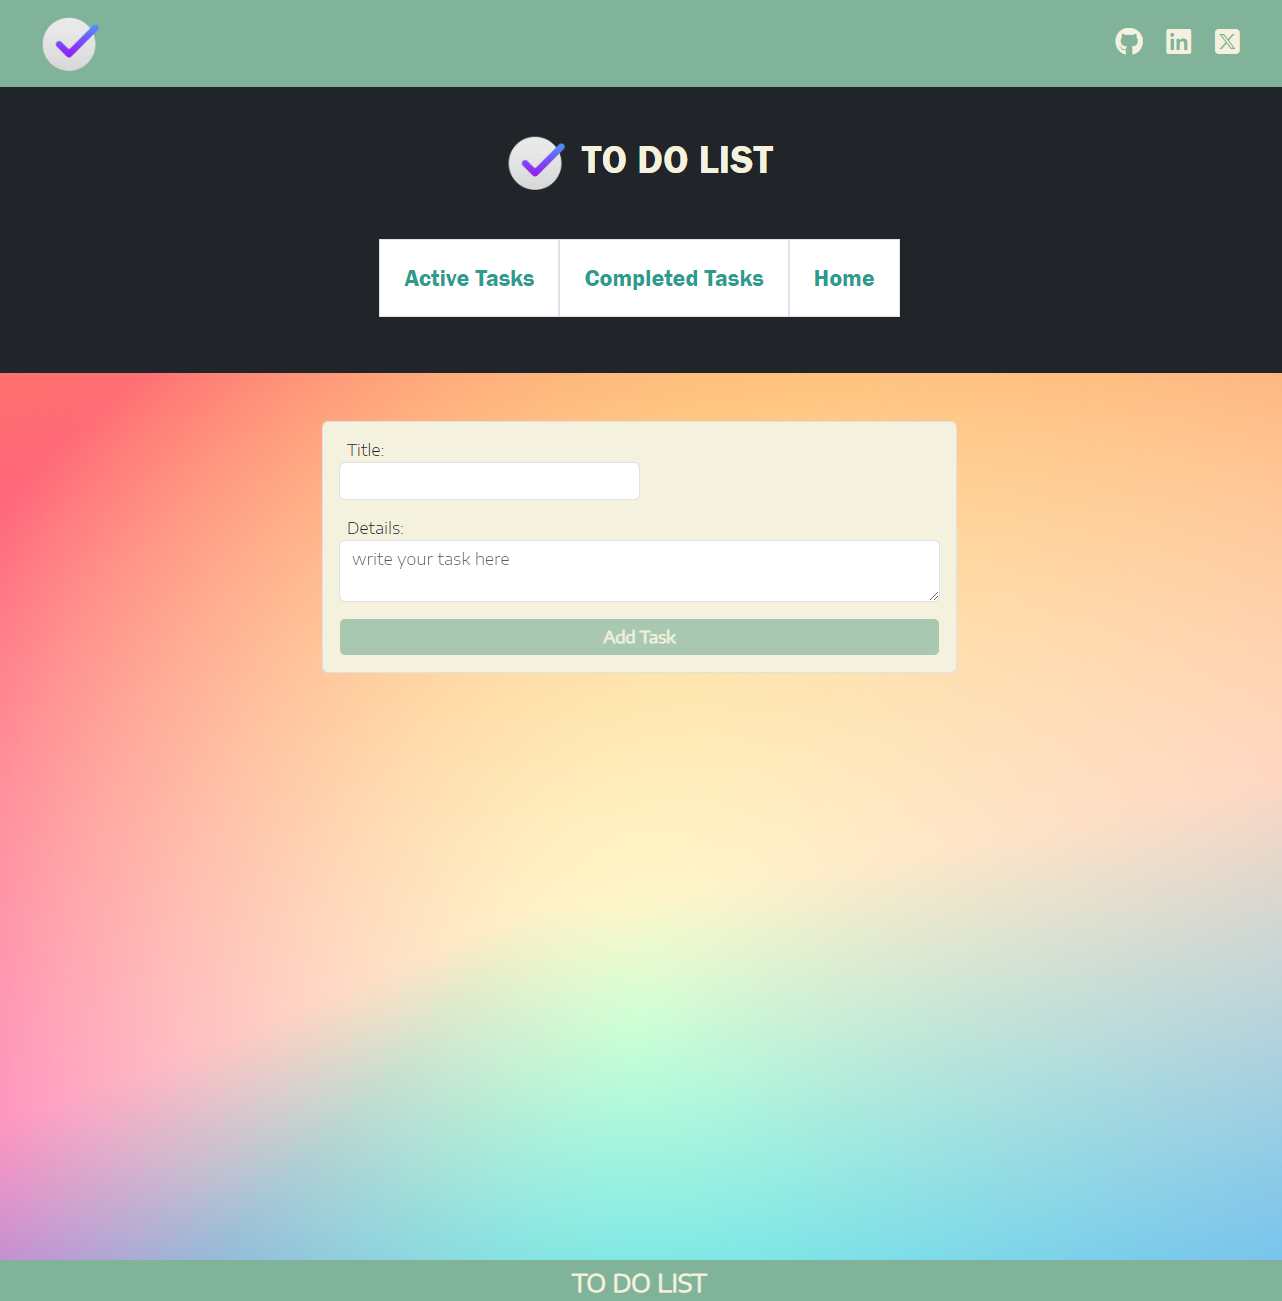 TO DO LIST
Active Tasks
Completed Tasks
Home
Title:
Details:
write your task here
Add Task
TO DO LIST